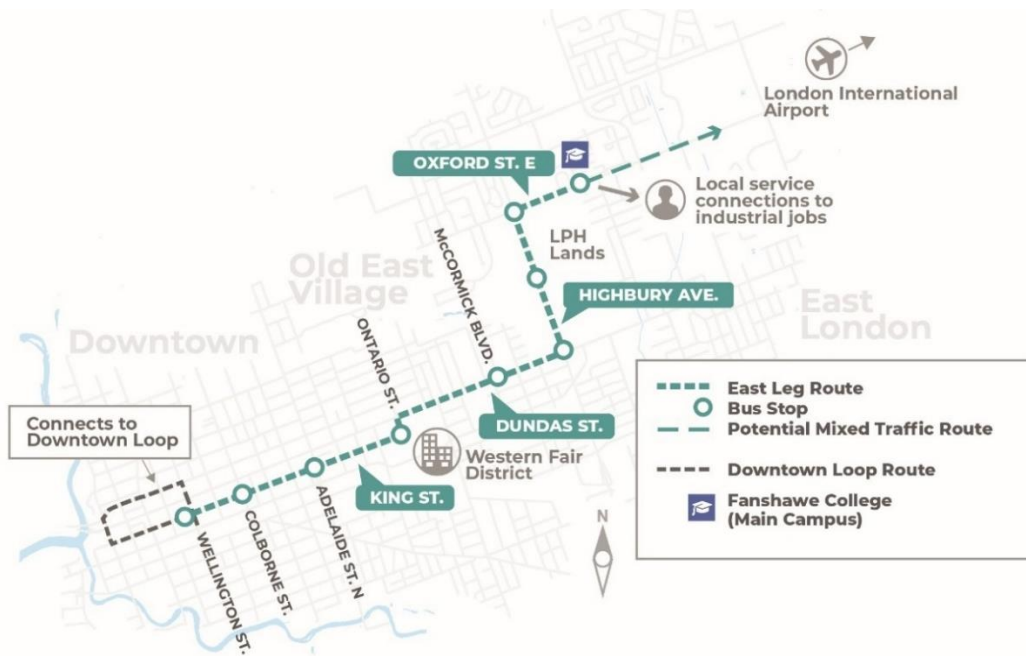 London International
Airport
OXFORD ST. E
Local service
connections to
industrial jobs
LPH
Lands
McCORMICK BLVD.
Old East
Village
HIGHBURY AVE.
East
London
Downtown
ONTARIO ST.
Connects to
Downtown Loop
DUNDAS ST.
Western Fair
District
KING ST.
ADELAIDE ST. N
COLBORNE ST.
WELLINGTON ST.
N
East Leg Route
Bus Stop
Potential Mixed Traffic Route
Downtown Loop Route
Fanshawe College
(Main Campus)